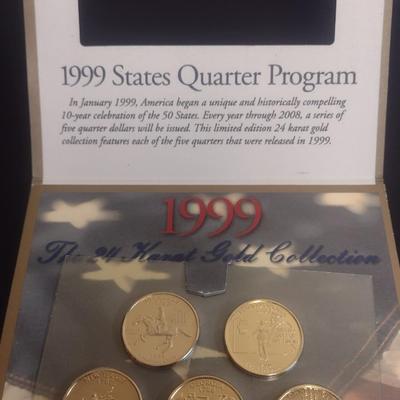 1999 States Quarter Program
In January 1999, America began a unique and historically compelling
10-year celebration of the 50 States. Every year through 2008, a series of
five quarter dollars will be issued. This limited edition 24 karat gold
collection features each of the five quarters that were released in 1999.
1999
The 24 Karat Gold Collection